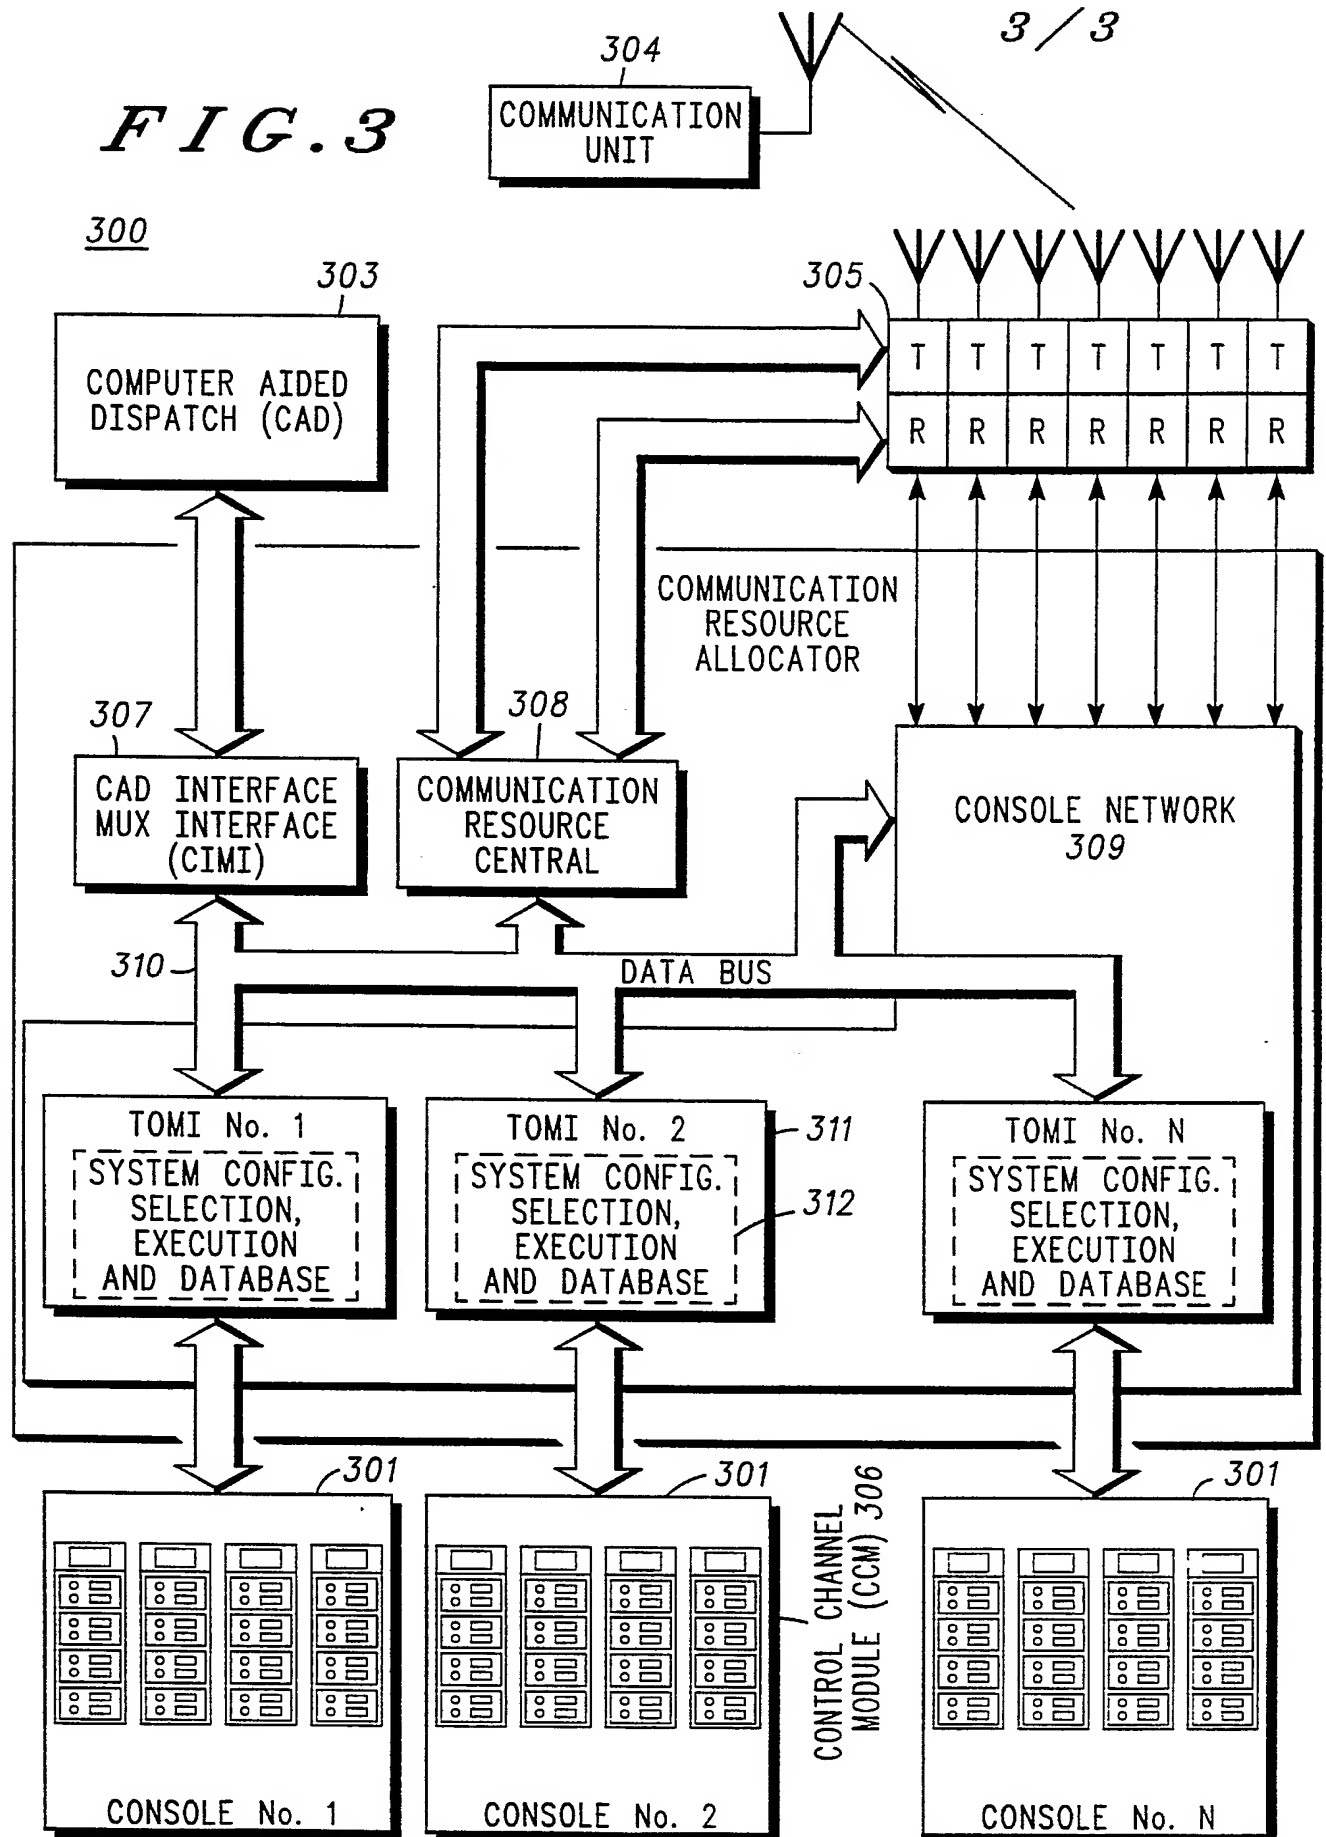 3/3
304
COMMUNICATION
UNIT
FIG.3
300
303
COMPUTER AIDED
DISPATCH (CAD)
305
T T T T T T T
R R R R R R R
COMMUNICATION
RESOURCE
ALLOCATOR
307
CAD INTERFACE
MUX INTERFACE
(CIMI)
308
COMMUNICATION
RESOURCE
CENTRAL
CONSOLE NETWORK
309
310
DATA BUS
TOMI No. 1
SYSTEM CONFIG.
SELECTION,
EXECUTION
AND DATABASE
TOMI No. 2
SYSTEM CONFIG.
SELECTION,
EXECUTION
AND DATABASE
311
312
TOMI No. N
SYSTEM CONFIG.
SELECTION,
EXECUTION
AND DATABASE
301
CONSOLE No. 1
301
CONSOLE No. 2
CONTROL CHANNEL
MODULE (CCM) 306
301
CONSOLE No. N